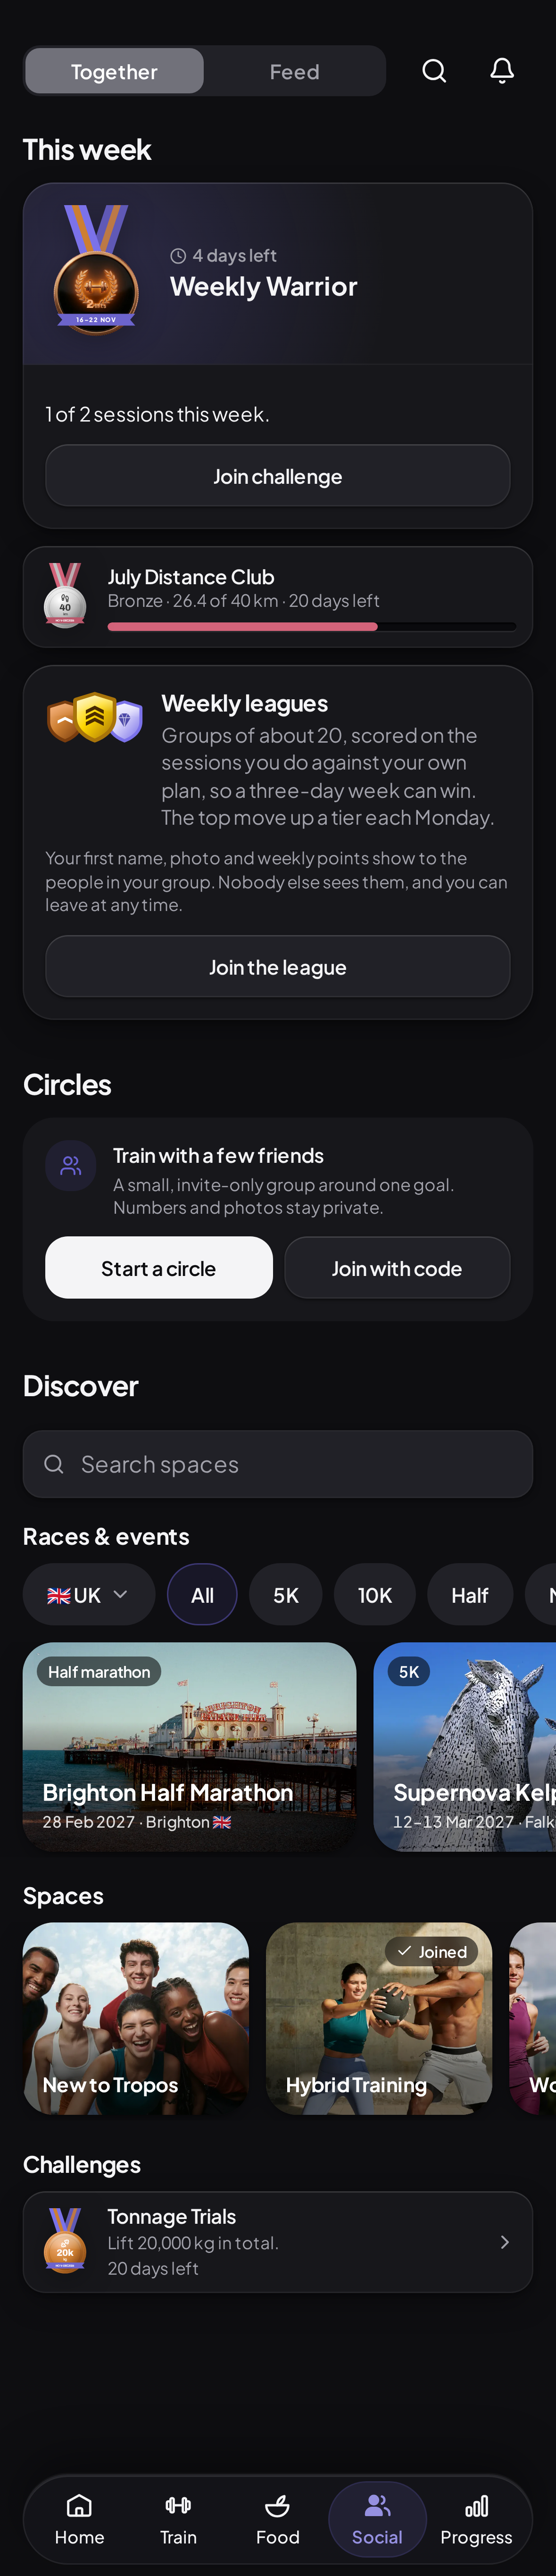 Together
Feed
This week
4 days left
Weekly Warrior
16–22 NOV
1 of 2 sessions this week.
Join challenge
July Distance Club
40
Bronze · 26.4 of 40 km · 20 days left
Weekly leagues
Groups of about 20, scored on the
sessions you do against your own
plan, so a three-day week can win.
The top move up a tier each Monday.
Your first name, photo and weekly points show to the
people in your group. Nobody else sees them, and you can
leave at any time.
Join the league
Circles
Train with a few friends
A small, invite-only group around one goal.
Numbers and photos stay private.
Start a circle
Join with code
Discover
Search spaces
Races & events
🇬🇧 UK
All
5K
10K
Half
Half marathon
Brighton Half Marathon
28 Feb 2027 · Brighton 🇬🇧
5K
Supernova Kelp
12–13 Mar 2027 · Falk
Spaces
New to Tropos
Joined
Hybrid Training
Wo
Challenges
Tonnage Trials
20k
Lift 20,000 kg in total.
20 days left
Home
Train
Food
Social
Progress